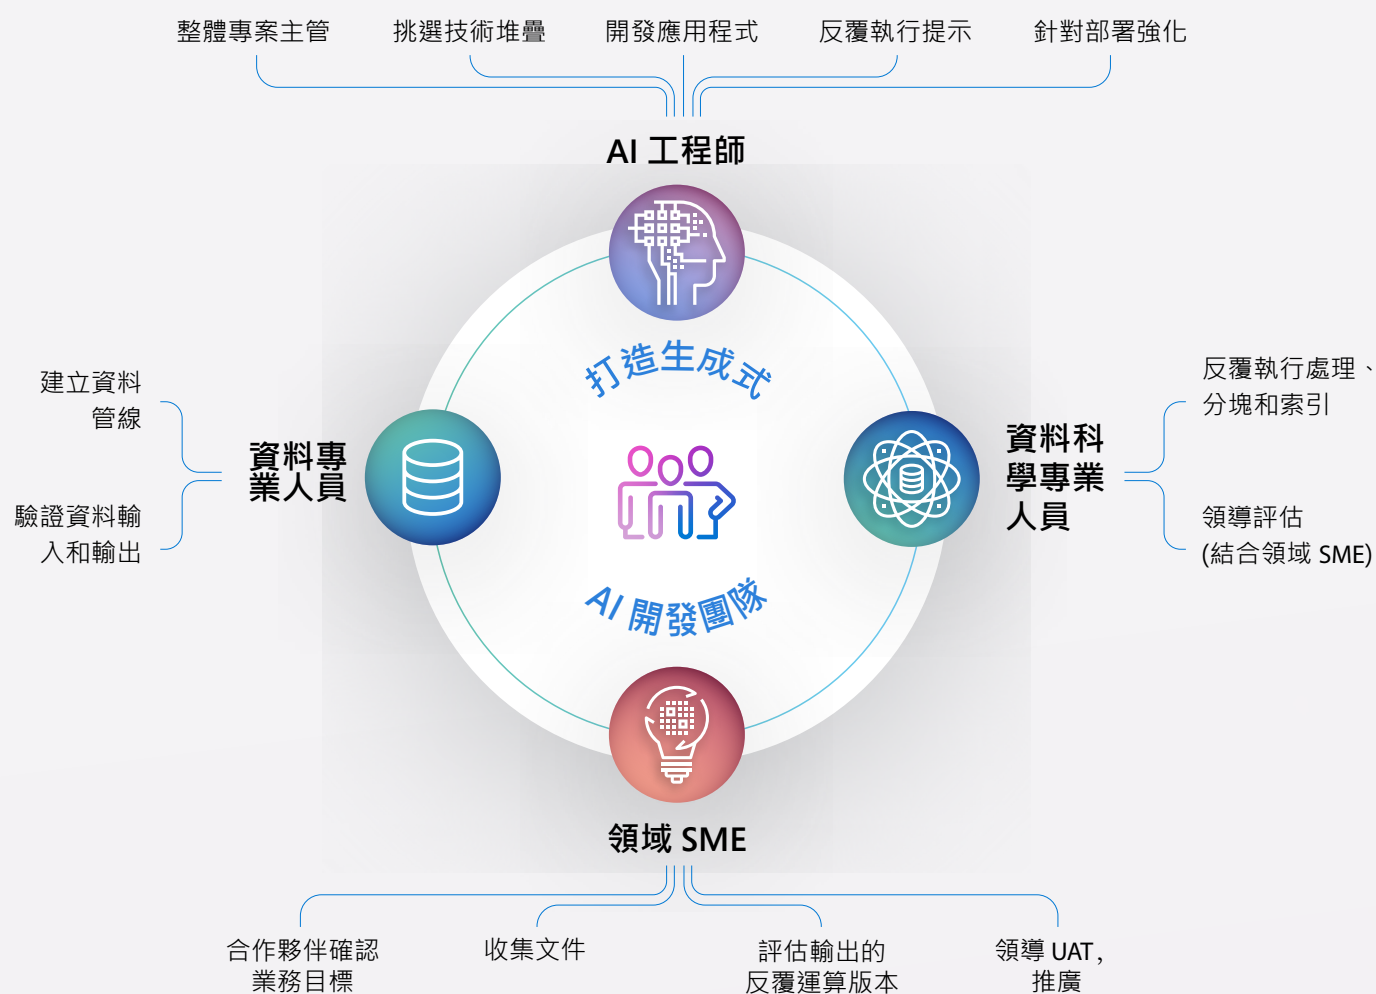 整體專案主管
挑選技術堆疊
開發應用程式
反覆執行提示
針對部署強化
AI 工程師
打造生成式
AI 開發團隊
建立資料
管線
驗證資料輸
入和輸出
資料專
業人員
資料科
學專業
人員
反覆執行處理、
分塊和索引
領導評估
(結合領域 SME)
領域 SME
合作夥伴確認
業務目標
收集文件
評估輸出的
反覆運算版本
領導 UAT，
推廣